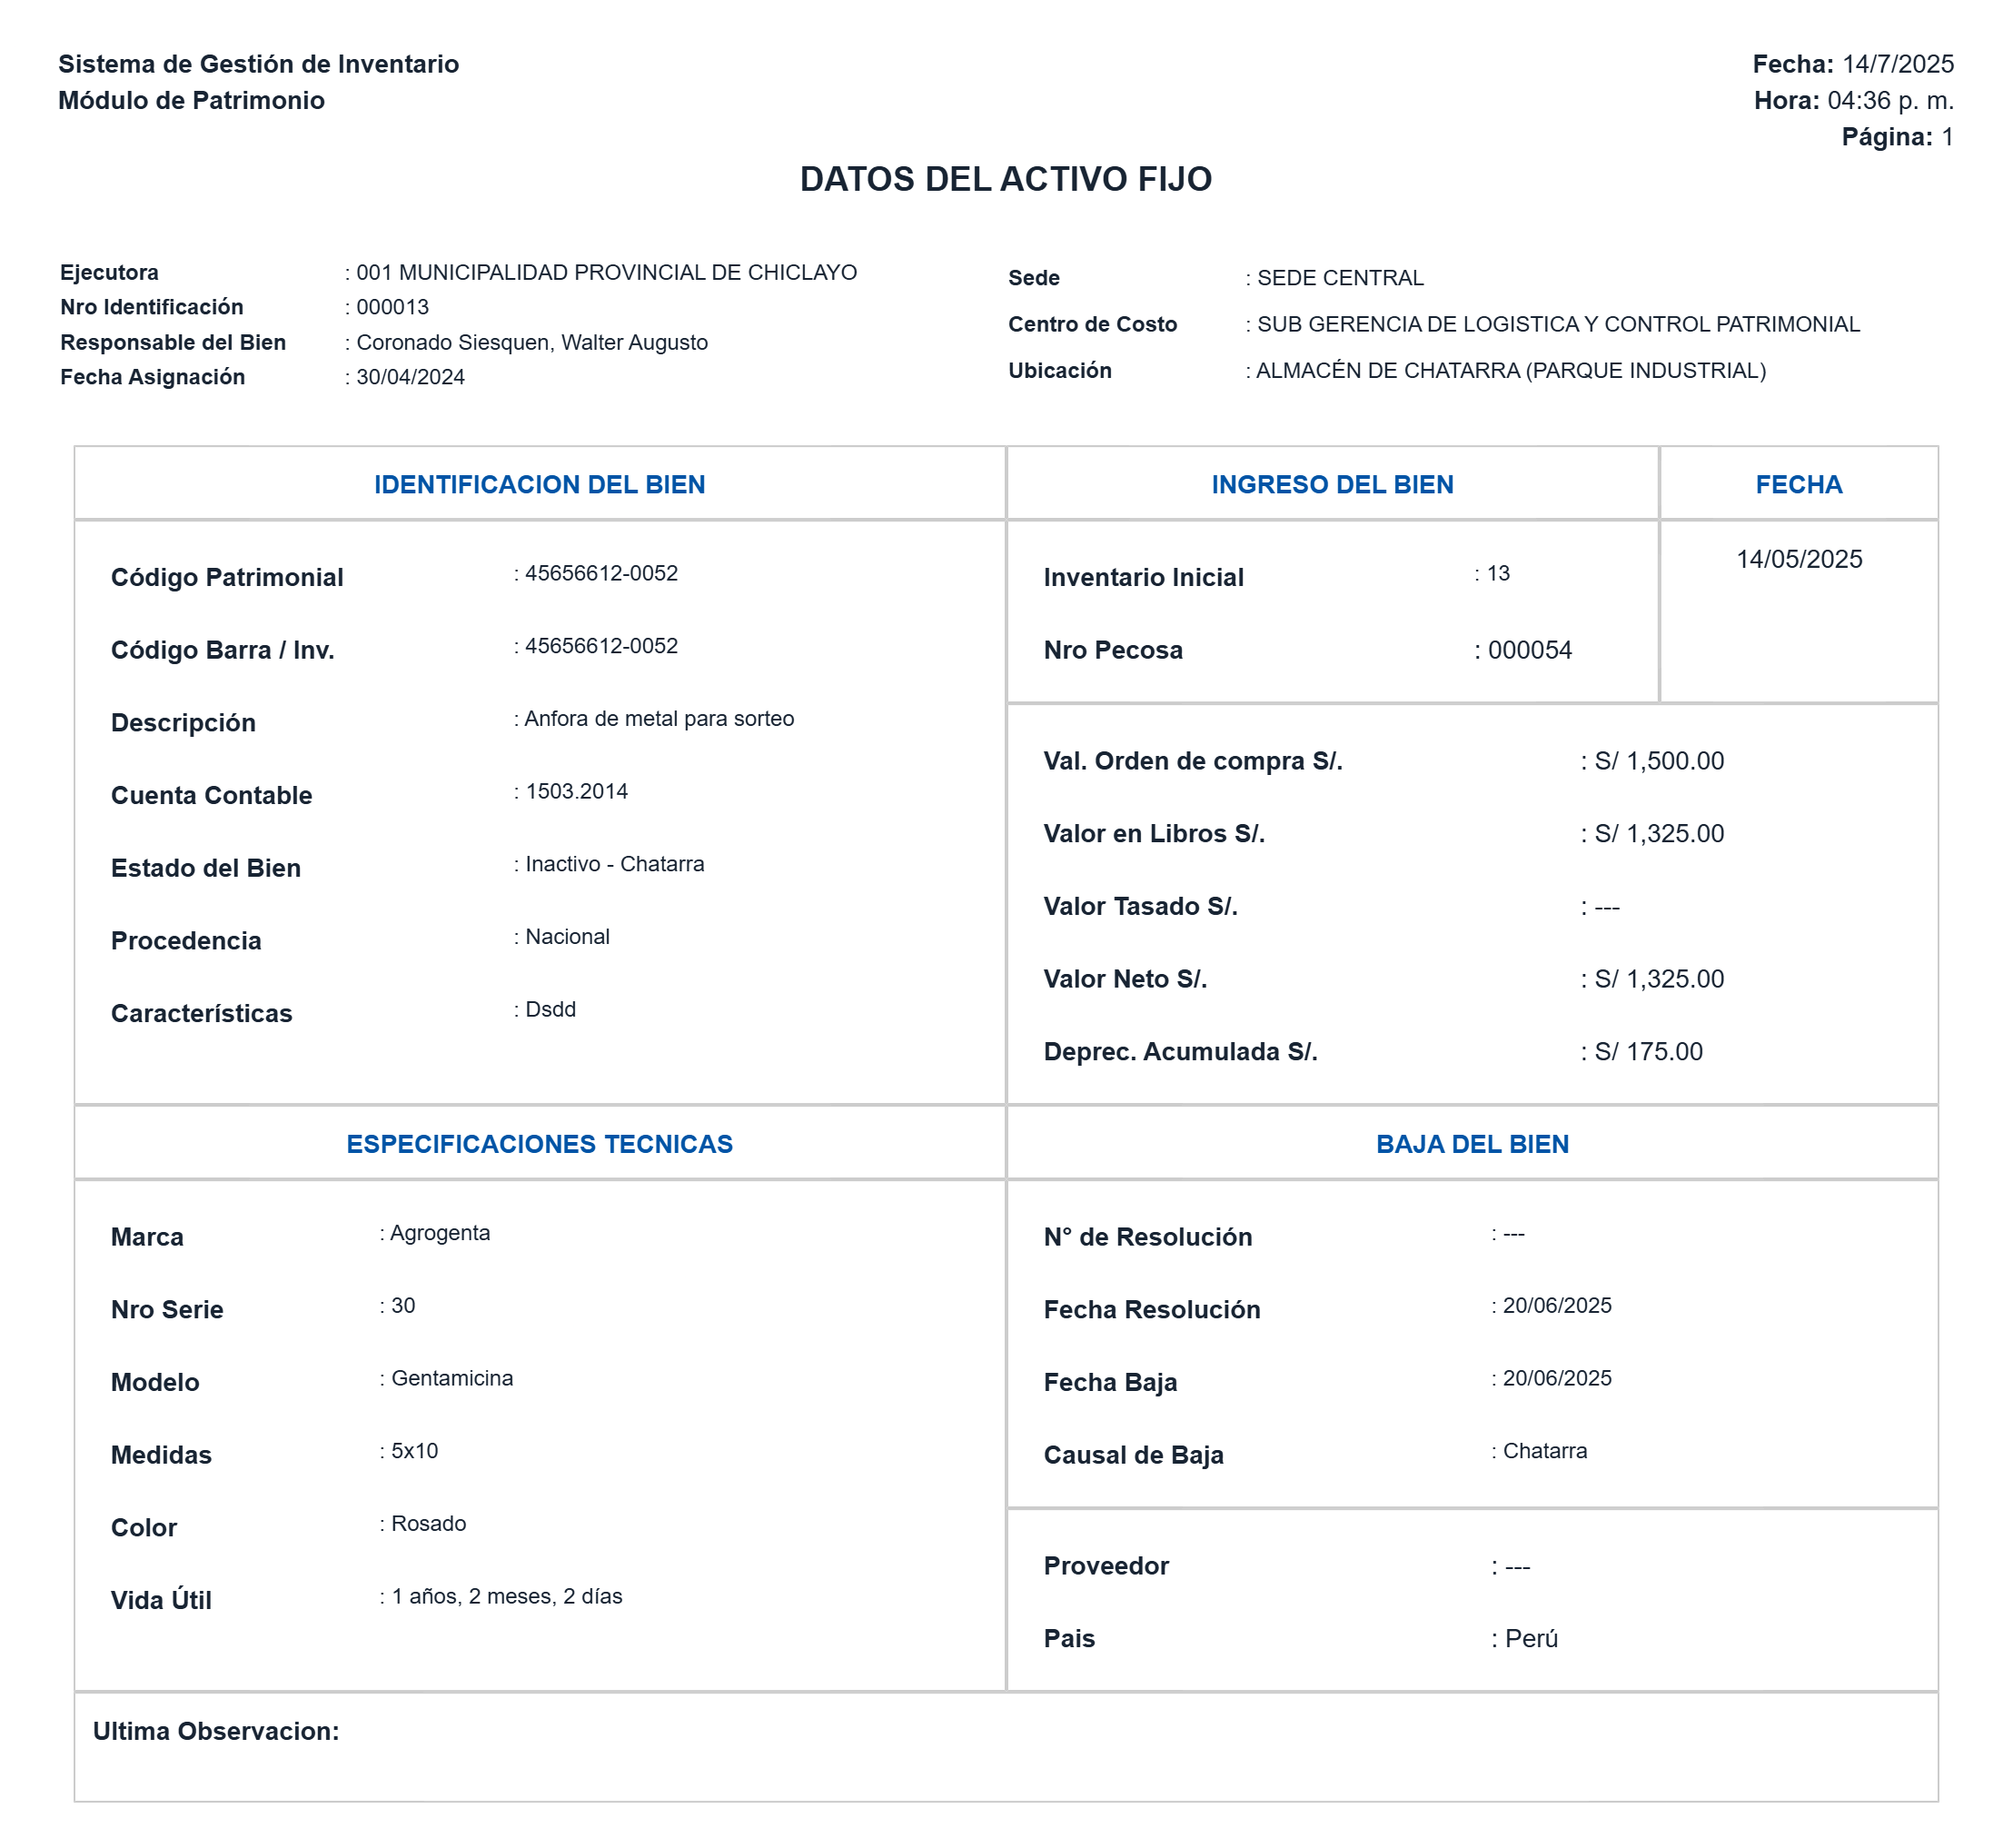 Sistema de Gestión de Inventario
Módulo de Patrimonio
Fecha: 14/7/2025
Hora: 04:36 p. m.
Página: 1
DATOS DEL ACTIVO FIJO
Ejecutora : 001 MUNICIPALIDAD PROVINCIAL DE CHICLAYO
Nro Identificación : 000013
Responsable del Bien : Coronado Siesquen, Walter Augusto
Fecha Asignación : 30/04/2024
Sede : SEDE CENTRAL
Centro de Costo : SUB GERENCIA DE LOGISTICA Y CONTROL PATRIMONIAL
Ubicación : ALMACÉN DE CHATARRA (PARQUE INDUSTRIAL)
IDENTIFICACION DEL BIEN
Código Patrimonial : 45656612-0052
Código Barra / Inv. : 45656612-0052
Descripción : Anfora de metal para sorteo
Cuenta Contable : 1503.2014
Estado del Bien : Inactivo - Chatarra
Procedencia : Nacional
Características : Dsdd
INGRESO DEL BIEN
Inventario Inicial : 13
Nro Pecosa : 000054
FECHA
14/05/2025
Val. Orden de compra S/. : S/ 1,500.00
Valor en Libros S/. : S/ 1,325.00
Valor Tasado S/. : ---
Valor Neto S/. : S/ 1,325.00
Deprec. Acumulada S/. : S/ 175.00
ESPECIFICACIONES TECNICAS
Marca : Agrogenta
Nro Serie : 30
Modelo : Gentamicina
Medidas : 5x10
Color : Rosado
Vida Útil : 1 años, 2 meses, 2 días
BAJA DEL BIEN
N° de Resolución : ---
Fecha Resolución : 20/06/2025
Fecha Baja : 20/06/2025
Causal de Baja : Chatarra
Proveedor : ---
Pais : Perú
Ultima Observacion: